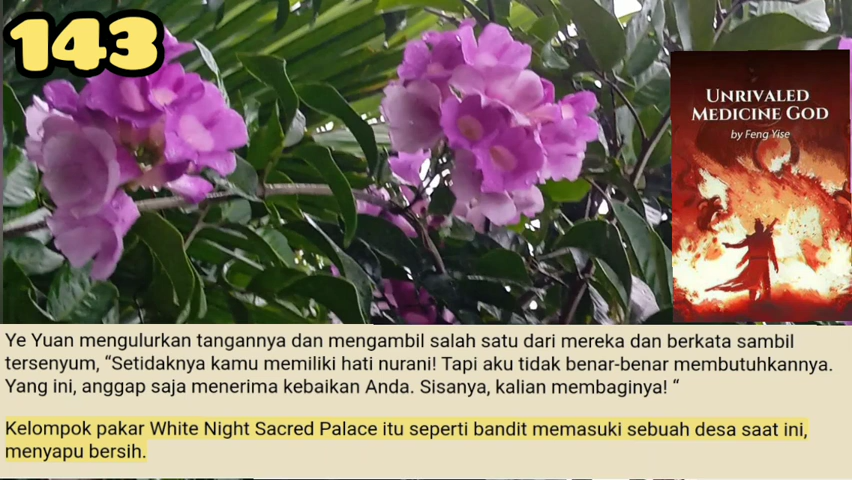 143
UNRIVALED
MEDICINE GOD
by Feng Yise
Ye Yuan mengulurkan tangannya dan mengambil salah satu dari mereka dan berkata sambil
tersenyum, “Setidaknya kamu memiliki hati nurani! Tapi aku tidak benar-benar membutuhkannya.
Yang ini, anggap saja menerima kebaikan Anda. Sisanya, kalian membaginya! “
Kelompok pakar White Night Sacred Palace itu seperti bandit memasuki sebuah desa saat ini,
menyapu bersih.